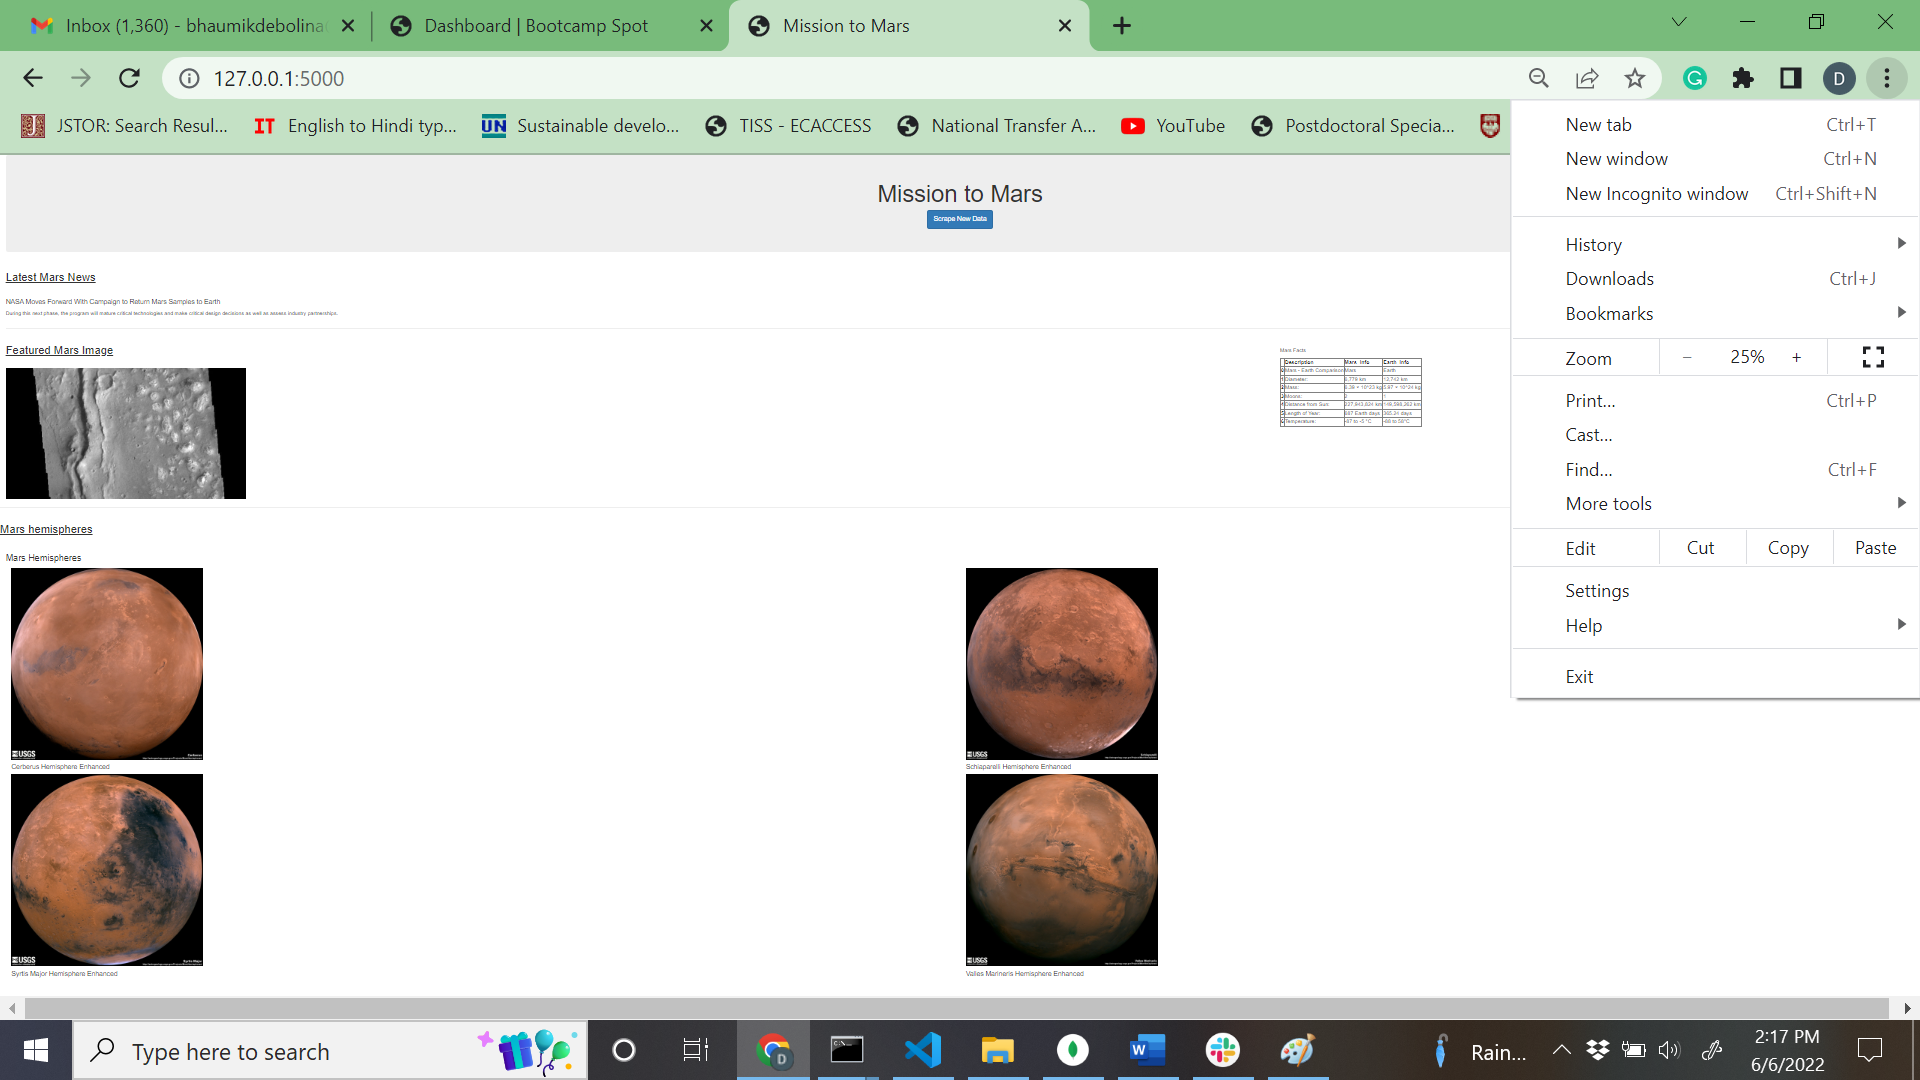 Inbox (1,360) - bhaumikdebolina
Dashboard | Bootcamp Spot
Mission to Mars
127.0.0.1:5000
D
JSTOR: Search Resul...
IT English to Hindi typ...
UN Sustainable develo...
TISS - ECACCESS
National Transfer A...
YouTube
Postdoctoral Specia...
New tab Ctrl+T
New window Ctrl+N
New Incognito window Ctrl+Shift+N
History
Downloads Ctrl+J
Bookmarks
Zoom − 25% +
Print... Ctrl+P
Cast...
Find... Ctrl+F
More tools
Edit Cut Copy Paste
Settings
Help
Exit
Mission to Mars
Scrape New Data
Latest Mars News
NASA Moves Forward With Campaign to Return Mars Samples to Earth
During this next phase, the program will mature critical technologies and make critical design decisions as well as assess industry partnerships.
Featured Mars Image
Mars Facts
Description Mars info Earth info
0 Mars - Earth Comparison Mars Earth
1 Diameter: 6,779 km 12,742 km
2 Mass: 6.39 × 10^23 kg 5.97 × 10^24 kg
3 Moons: 2
4 Distance from Sun: 227,943,824 km 149,598,262 km
5 Length of Year: 687 Earth days 365.24 days
6 Temperature: -87 to -5 °C -88 to 58°C
Mars hemispheres
Mars Hemispheres
USGS
USGS
Cerberus Hemisphere Enhanced
Schiaparelli Hemisphere Enhanced
USGS
USGS
Syrtis Major Hemisphere Enhanced
Valles Marineris Hemisphere Enhanced
Type here to search
D
Rain...
2:17 PM
6/6/2022